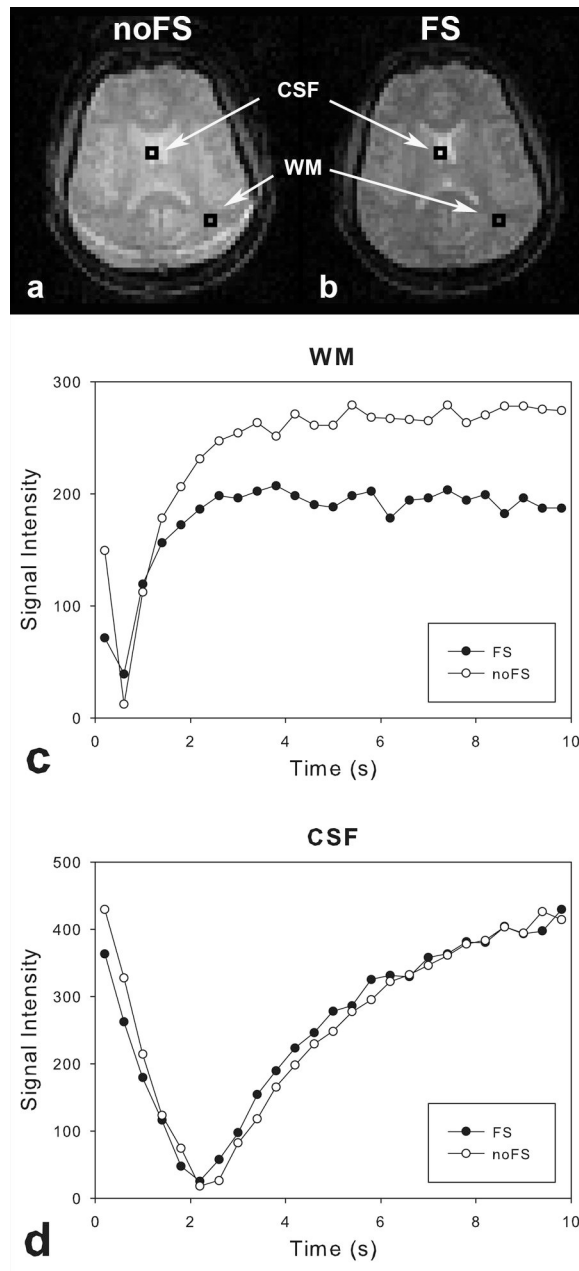 noFS FS
CSF
WM
a b
WM
300
200
100
0
Signal Intensity
FS
noFS
0 2 4 6 8 10
Time (s)
c
CSF
500
400
300
200
100
0
Signal Intensity
FS
noFS
0 2 4 6 8 10
Time (s)
d